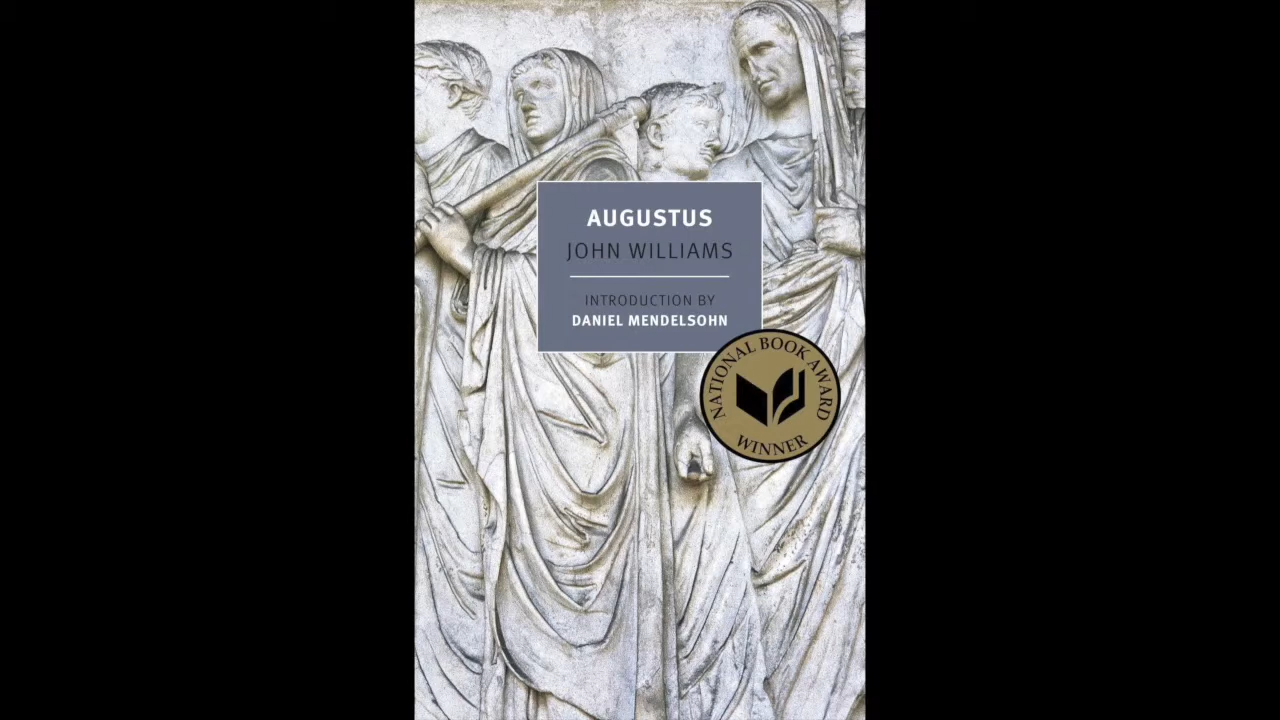 AUGUSTUS
JOHN WILLIAMS
INTRODUCTION BY
DANIEL MENDELSOHN
NATIONAL BOOK AWARD
WINNER